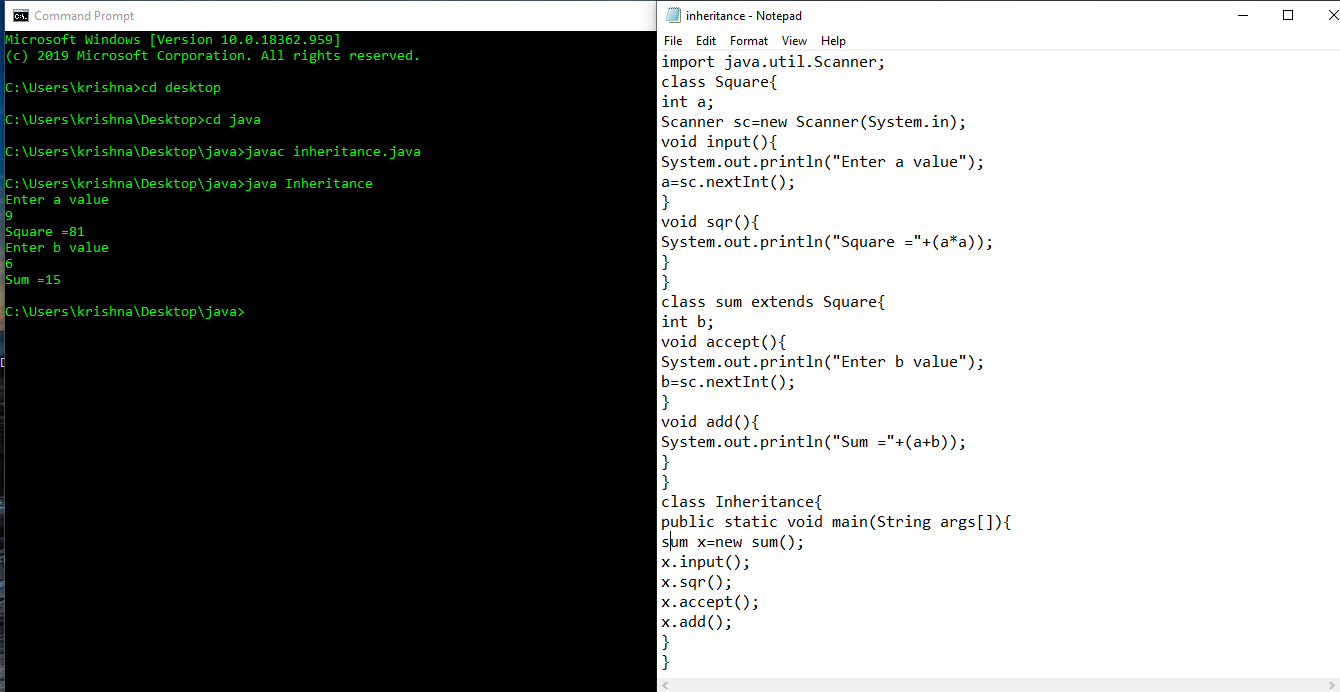 Command Prompt
Microsoft Windows [Version 10.0.18362.959]
(c) 2019 Microsoft Corporation. All rights reserved.
C:\Users\krishna>cd desktop
C:\Users\krishna\Desktop>cd java
C:\Users\krishna\Desktop\java>javac inheritance.java
C:\Users\krishna\Desktop\java>java Inheritance
Enter a value
9
Square =81
Enter b value
6
Sum =15
C:\Users\krishna\Desktop\java>
inheritance - Notepad
File Edit Format View Help
import java.util.Scanner;
class Square{
int a;
Scanner sc=new Scanner(System.in);
void input(){
System.out.println("Enter a value");
a=sc.nextInt();
}
void sqr(){
System.out.println("Square ="+(a*a));
}
}
class sum extends Square{
int b;
void accept(){
System.out.println("Enter b value");
b=sc.nextInt();
}
void add(){
System.out.println("Sum ="+(a+b));
}
}
class Inheritance{
public static void main(String args[]){
sum x=new sum();
x.input();
x.sqr();
x.accept();
x.add();
}
}